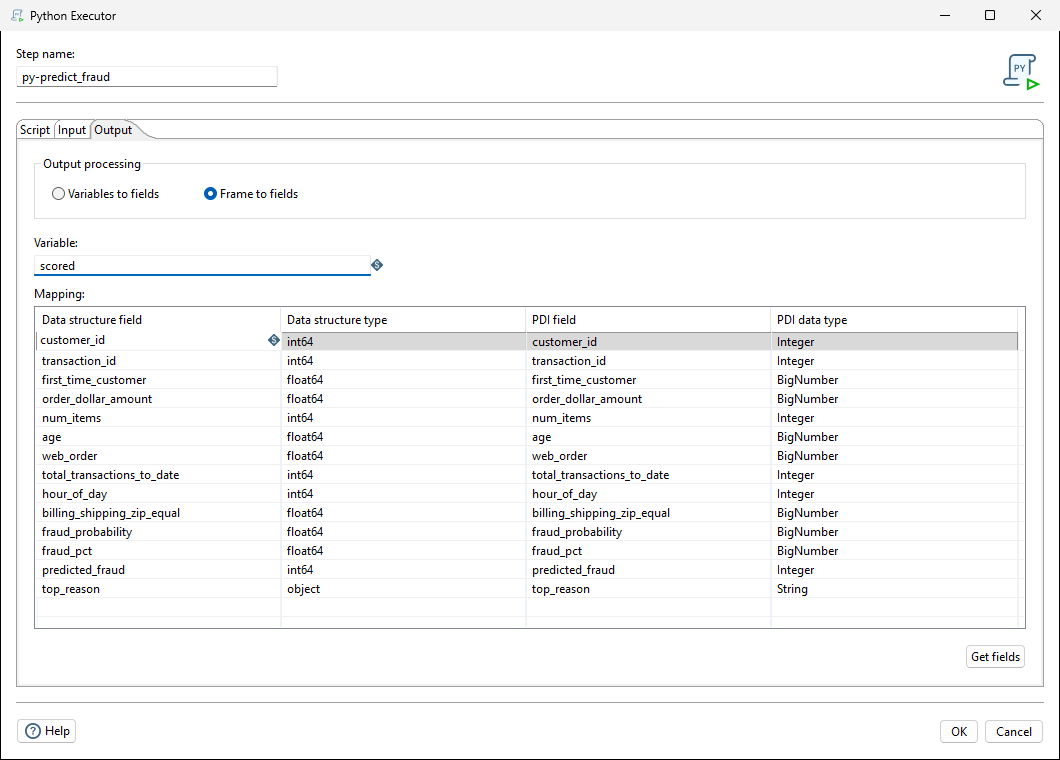 Python Executor
Step name:
py-predict_fraud
PY
Script Input Output
Output processing
Variables to fields Frame to fields
Variable:
scored
S
Mapping:
Data structure field Data structure type PDI field PDI data type
customer_id S int64 customer_id Integer
transaction_id int64 transaction_id Integer
first_time_customer float64 first_time_customer BigNumber
order_dollar_amount float64 order_dollar_amount BigNumber
num_items int64 num_items Integer
age float64 age BigNumber
web_order float64 web_order BigNumber
total_transactions_to_date int64 total_transactions_to_date Integer
hour_of_day int64 hour_of_day Integer
billing_shipping_zip_equal float64 billing_shipping_zip_equal BigNumber
fraud_probability float64 fraud_probability BigNumber
fraud_pct float64 fraud_pct BigNumber
predicted_fraud int64 predicted_fraud Integer
top_reason object top_reason String
Get fields
? Help OK Cancel